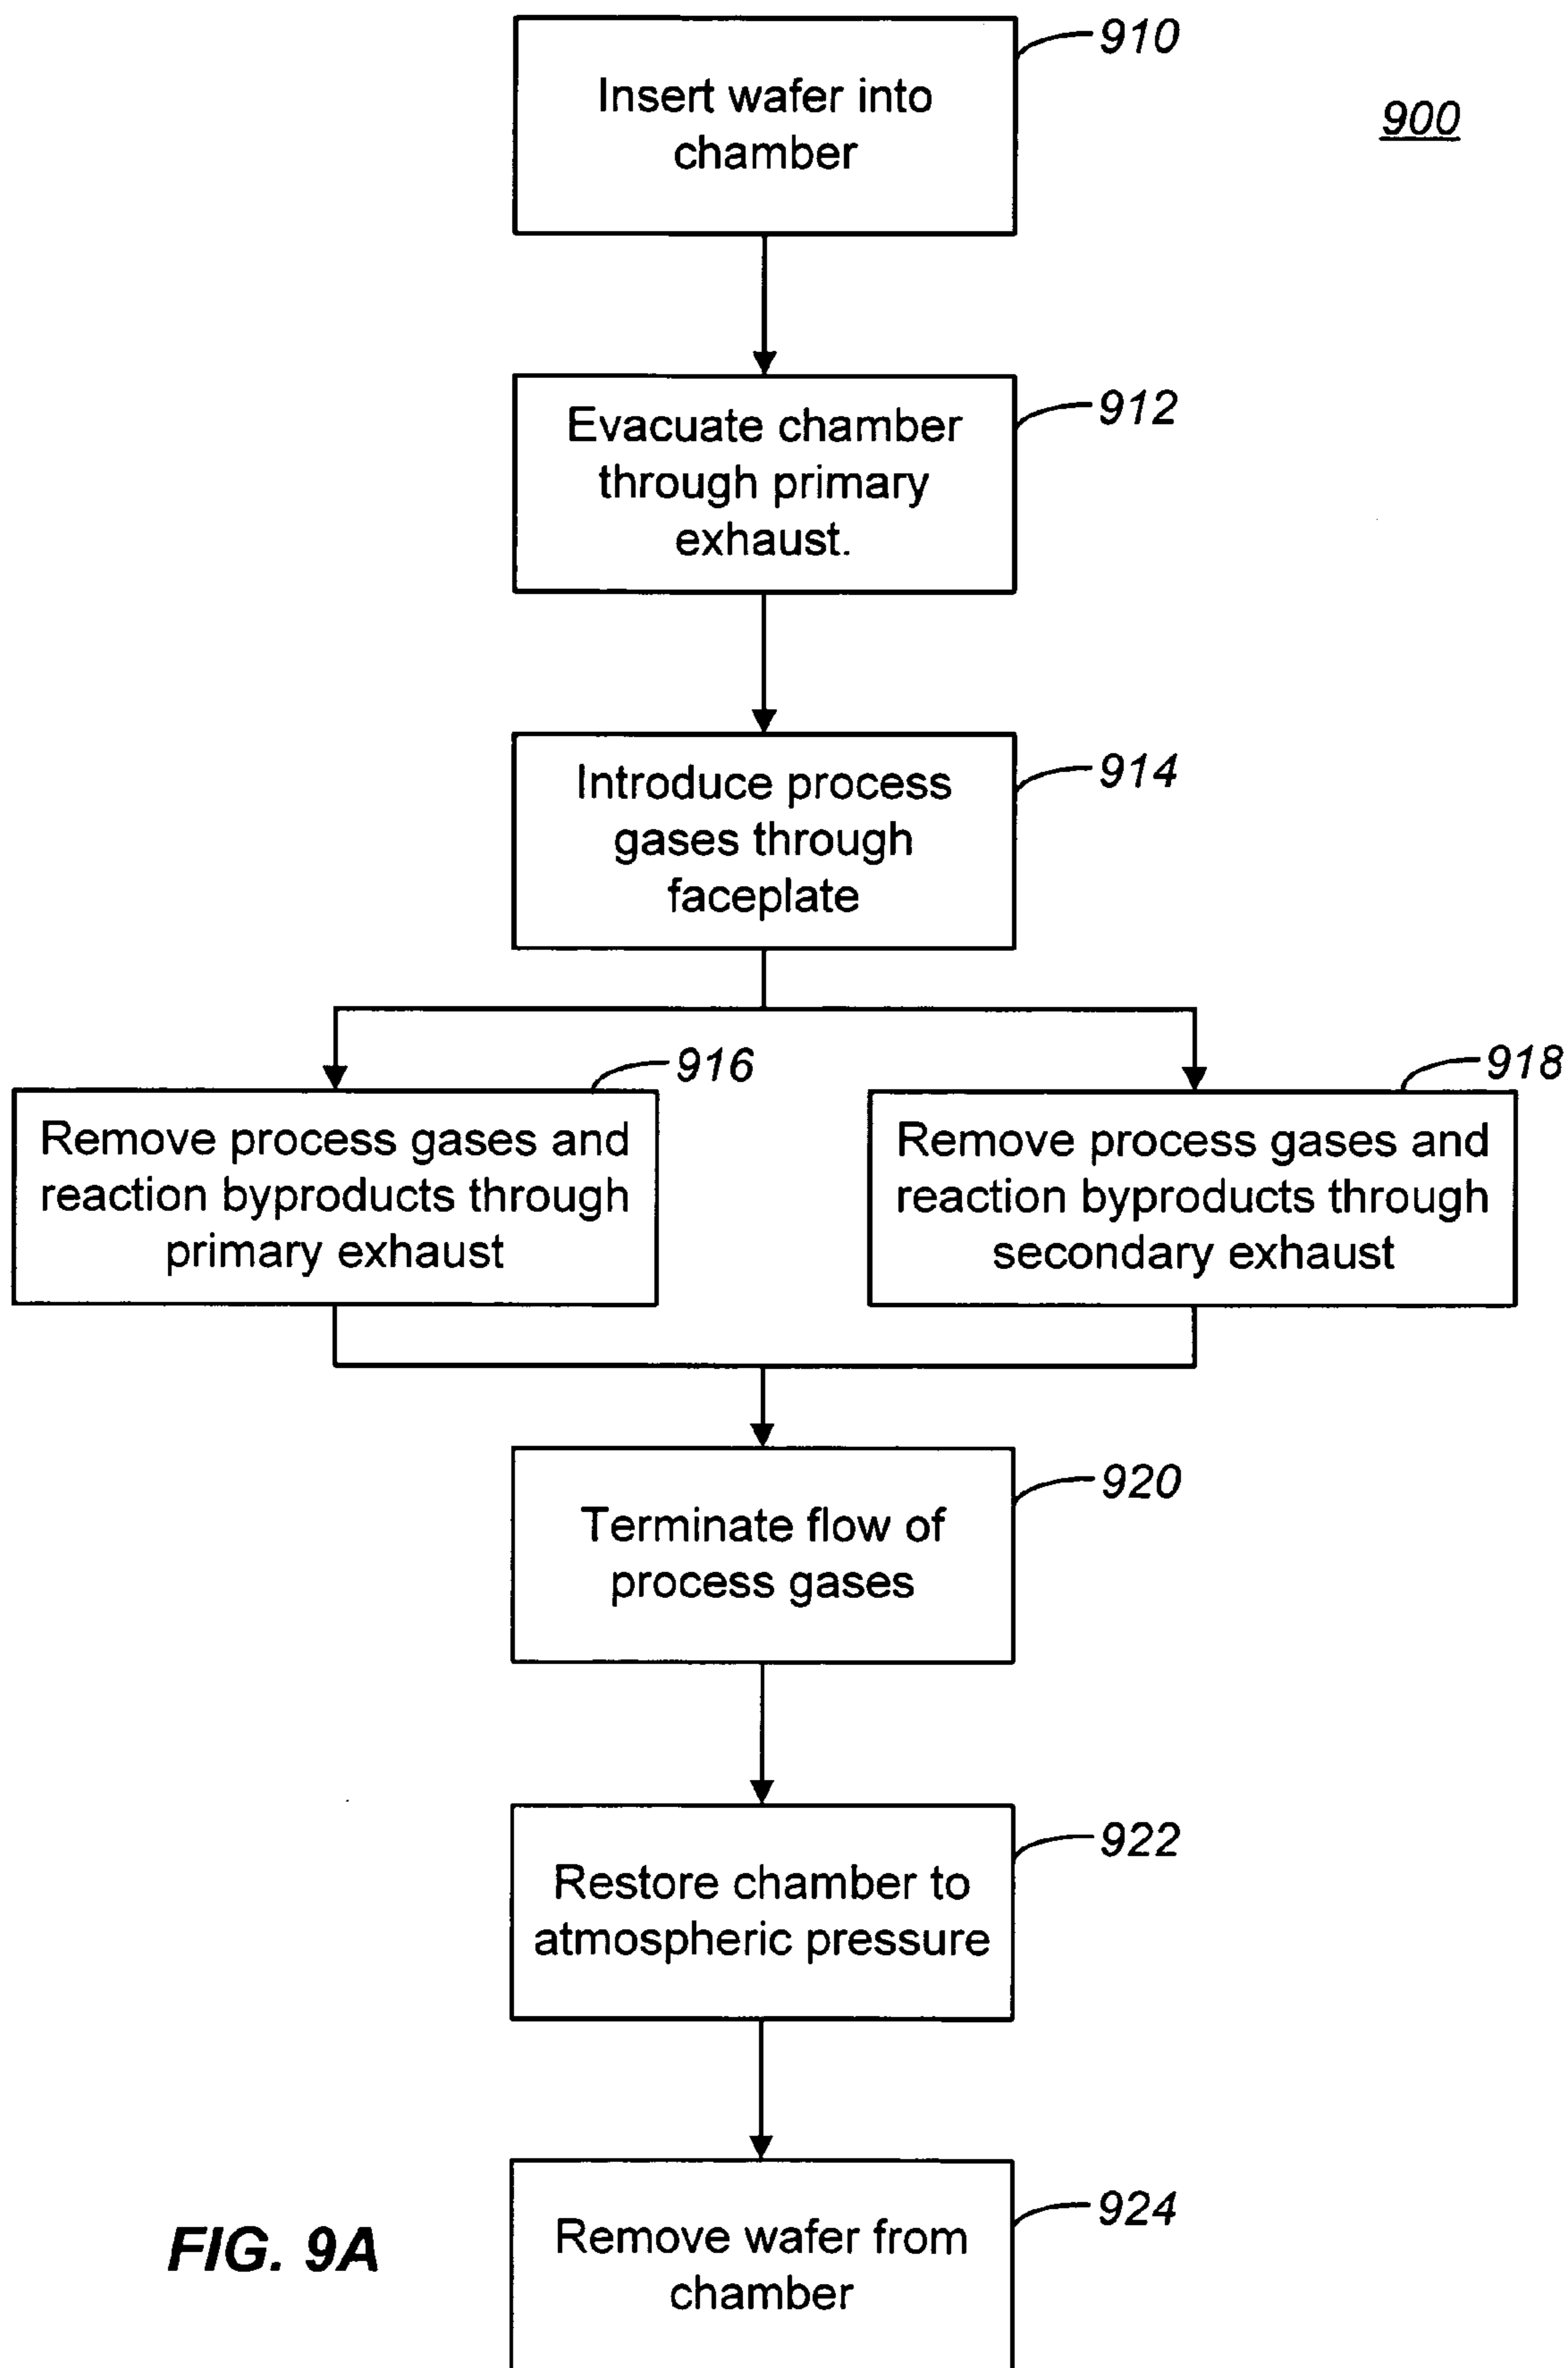 910
Insert wafer into
chamber
900
912
Evacuate chamber
through primary
exhaust.
914
Introduce process
gases through
faceplate
916
Remove process gases and
reaction byproducts through
primary exhaust
918
Remove process gases and
reaction byproducts through
secondary exhaust
920
Terminate flow of
process gases
922
Restore chamber to
atmospheric pressure
924
Remove wafer from
chamber
FIG. 9A